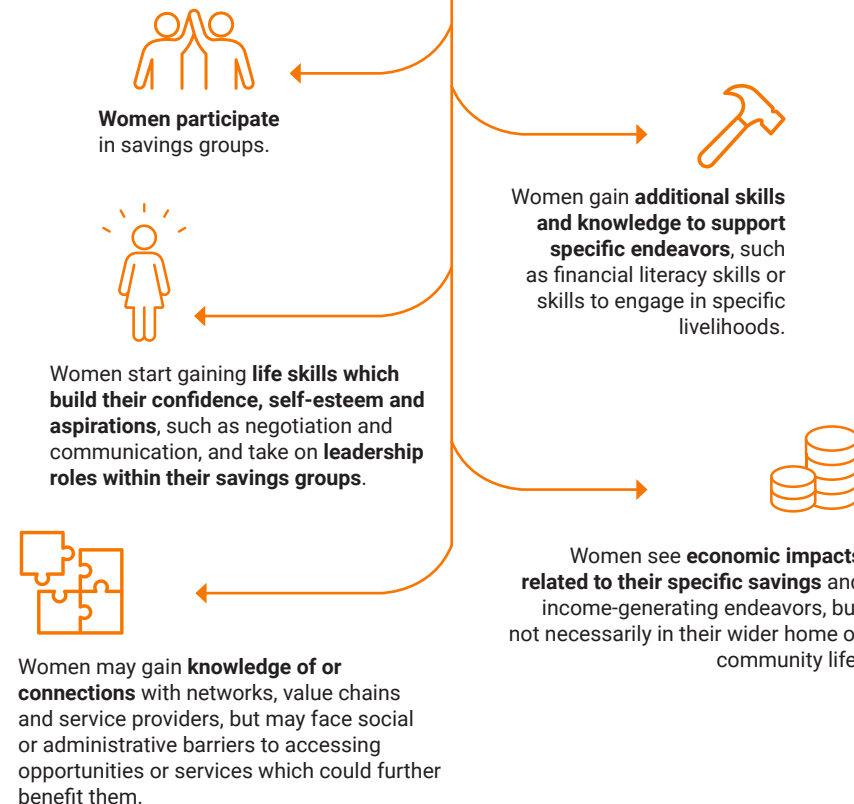 Women participate
in savings groups.
Women gain additional skills
and knowledge to support
specific endeavors, such
as financial literacy skills or
skills to engage in specific
livelihoods.
Women start gaining life skills which
build their confidence, self-esteem and
aspirations, such as negotiation and
communication, and take on leadership
roles within their savings groups.
Women see economic impacts
related to their specific savings and
income-generating endeavors, but
not necessarily in their wider home o
community life
Women may gain knowledge of or
connections with networks, value chains
and service providers, but may face social
or administrative barriers to accessing
opportunities or services which could further
benefit them.